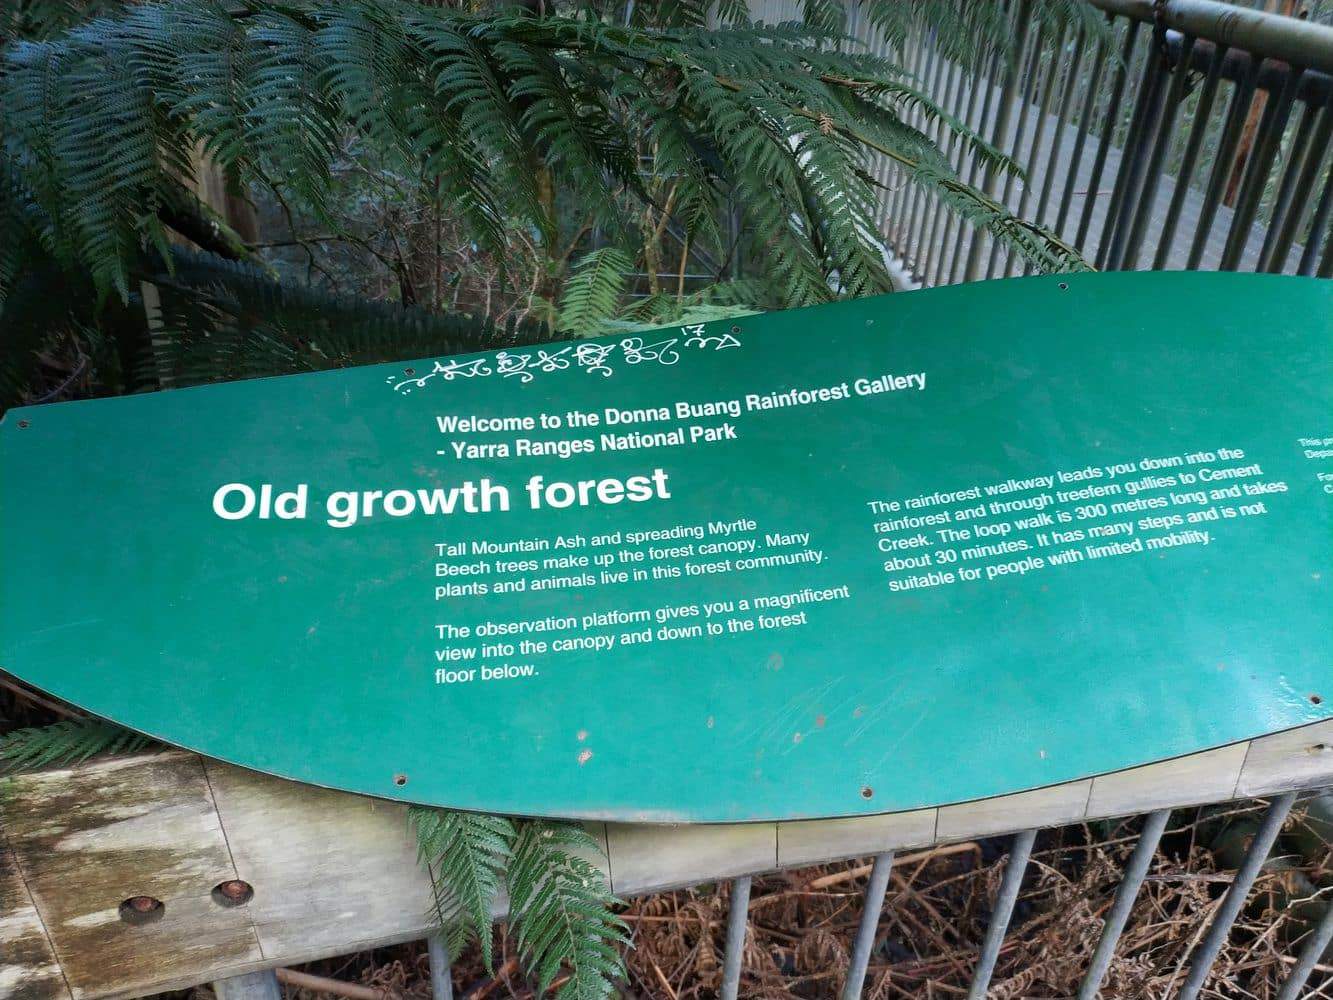 Welcome to the Donna Buang Rainforest Gallery
- Yarra Ranges National Park
Old growth forest
Tall Mountain Ash and spreading Myrtle
Beech trees make up the forest canopy. Many
plants and animals live in this forest community.
The observation platform gives you a magnificent
view into the canopy and down to the forest
floor below.
The rainforest walkway leads you down into the
rainforest and through treefern gullies to Cement
Creek. The loop walk is 300 metres long and takes
about 30 minutes. It has many steps and is not
suitable for people with limited mobility.
This